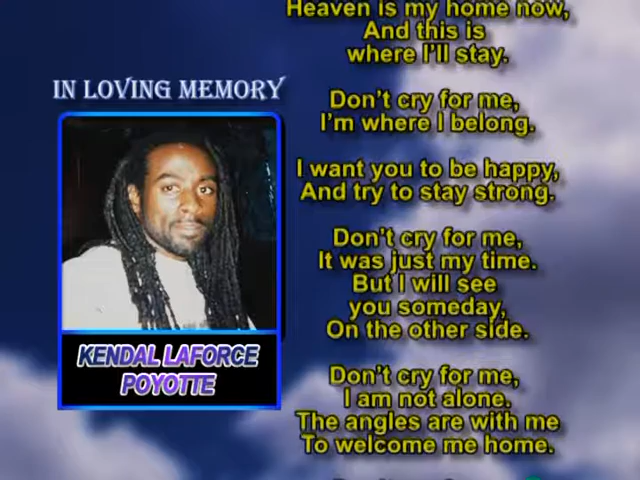 Heaven is my home now,
And this is
where I'll stay.
IN LOVING MEMORY
Don't cry for me,
I'm where I belong.
I want you to be happy,
And try to stay strong.
Don't cry for me,
It was just my time.
But I will see
you someday,
On the other side.
KENDAL LAFORCE
POYOTTE
Don't cry for me,
I am not alone.
The angles are with me
To welcome me home.